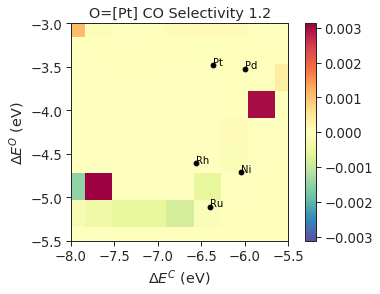 O=[Pt] CO Selectivity 1.2
−3.0
−3.5
−4.0
−4.5
−5.0
−5.5
ΔE^O (eV)
Pt
Pd
Rh
Ni
Ru
−8.0 −7.5 −7.0 −6.5 −6.0 −5.5
ΔE^C (eV)
0.003
0.002
0.001
0.000
−0.001
−0.002
−0.003